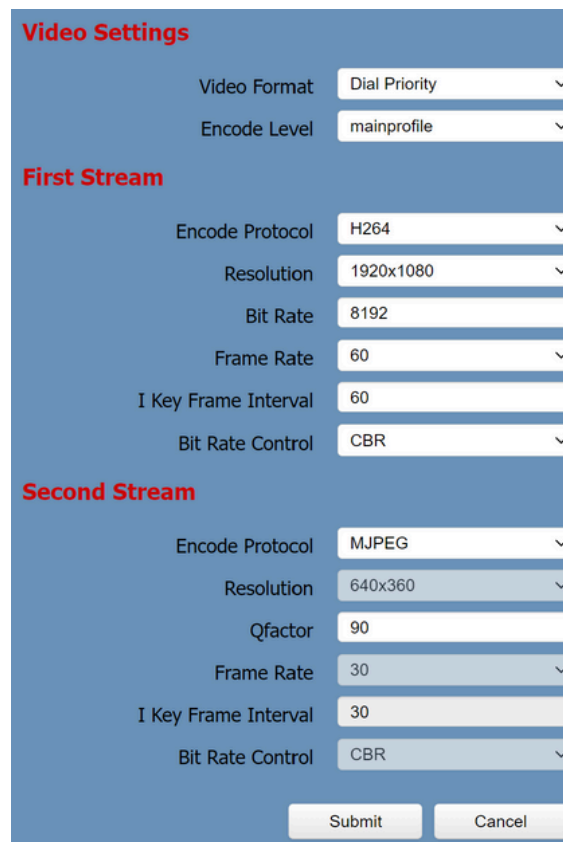 Video Settings
Video Format Dial Priority
Encode Level mainprofile
First Stream
Encode Protocol H264
Resolution 1920x1080
Bit Rate 8192
Frame Rate 60
I Key Frame Interval 60
Bit Rate Control CBR
Second Stream
Encode Protocol MJPEG
Resolution 640x360
Qfactor 90
Frame Rate 30
I Key Frame Interval 30
Bit Rate Control CBR
Submit Cancel